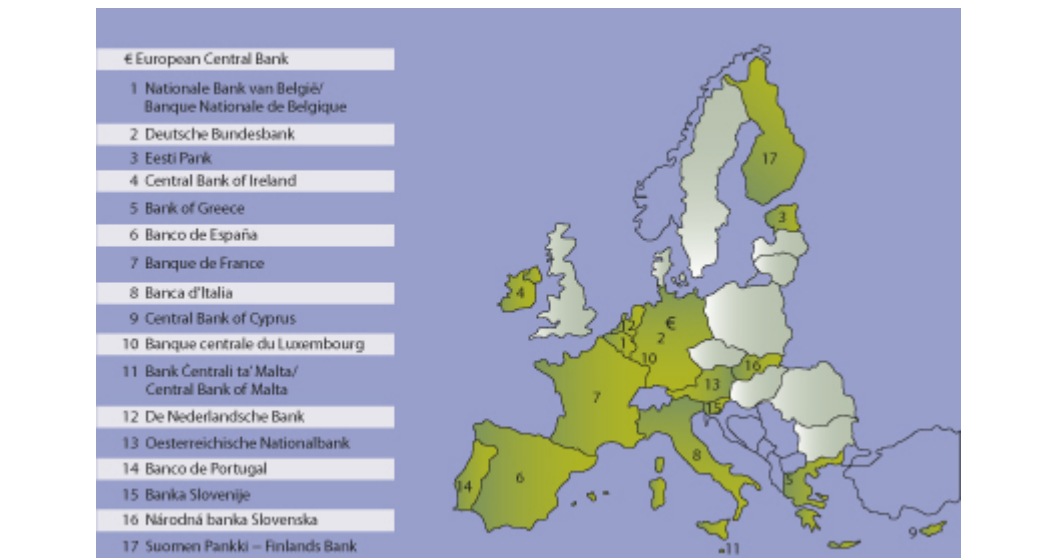 € European Central Bank
1 Nationale Bank van België/
Banque Nationale de Belgique
2 Deutsche Bundesbank
3 Eesti Pank
4 Central Bank of Ireland
5 Bank of Greece
6 Banco de España
7 Banque de France
8 Banca d'Italia
9 Central Bank of Cyprus
10 Banque centrale du Luxembourg
11 Bank Ċentrali ta' Malta/
Central Bank of Malta
12 De Nederlandsche Bank
13 Oesterreichische Nationalbank
14 Banco de Portugal
15 Banka Slovenije
16 Národná banka Slovenska
17 Suomen Pankki – Finlands Bank
17
3
4
12
€
1
2
10
16
13
7
15
8
6
14
5
9
11